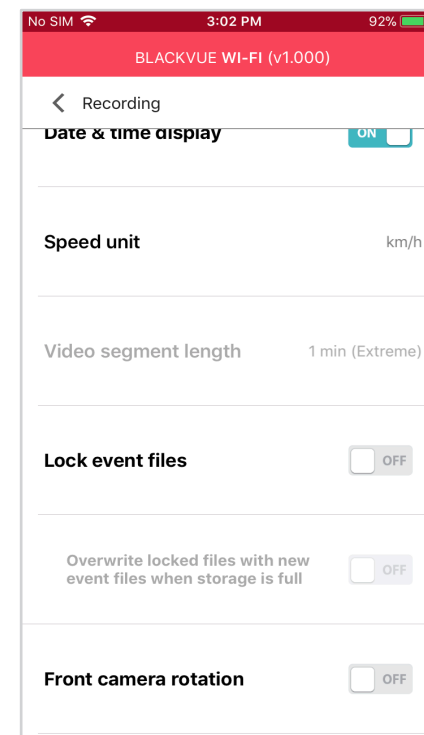 No SIM 3:02 PM 92%
BLACKVUE WI-FI (v1.000)
Recording
Date & time display ON
Speed unit km/h
Video segment length 1 min (Extreme)
Lock event files OFF
Overwrite locked files with new
event files when storage is full OFF
Front camera rotation OFF